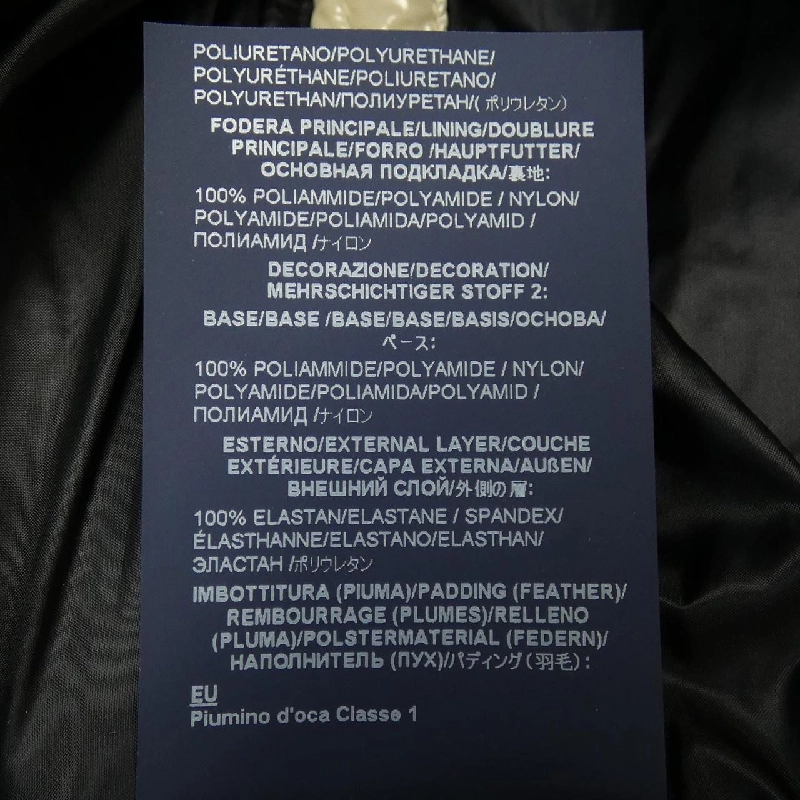 POLIURETANO/POLYURETHANE/
POLYURÉTHANE/POLIURETANO/
POLYURETHAN/ПОЛИУРЕТАН/( ポリウレタン)
FODERA PRINCIPALE/LINING/DOUBLURE
PRINCIPALE/FORRO /HAUPTFUTTER/
ОСНОВНАЯ ПОДКЛАДКА/裏地:
100% POLIAMMIDE/POLYAMIDE / NYLON/
POLYAMIDE/POLIAMIDA/POLYAMID /
ПОЛИАМИД /ナイロン
DECORAZIONE/DECORATION/
MEHRSCHICHTIGER STOFF 2:
BASE/BASE /BASE/BASE/BASIS/ОСНОВА/
ベース:
100% POLIAMMIDE/POLYAMIDE / NYLON/
POLYAMIDE/POLIAMIDA/POLYAMID /
ПОЛИАМИД /ナイロン
ESTERNO/EXTERNAL LAYER/COUCHE
EXTÉRIEURE/CAPA EXTERNA/AUßEN/
ВНЕШНИЙ СЛОЙ/外側の層:
100% ELASTAN/ELASTANE / SPANDEX/
ÉLASTHANNE/ELASTANO/ELASTHAN/
ЭЛАСТАН /ポリウレタン
IMBOTTITURA (PIUMA)/PADDING (FEATHER)/
REMBOURRAGE (PLUMES)/RELLENO
(PLUMA)/POLSTERMATERIAL (FEDERN)/
НАПОЛНИТЕЛЬ (ПУХ)/パディング(羽毛):
EU
Piumino d'oca Classe 1